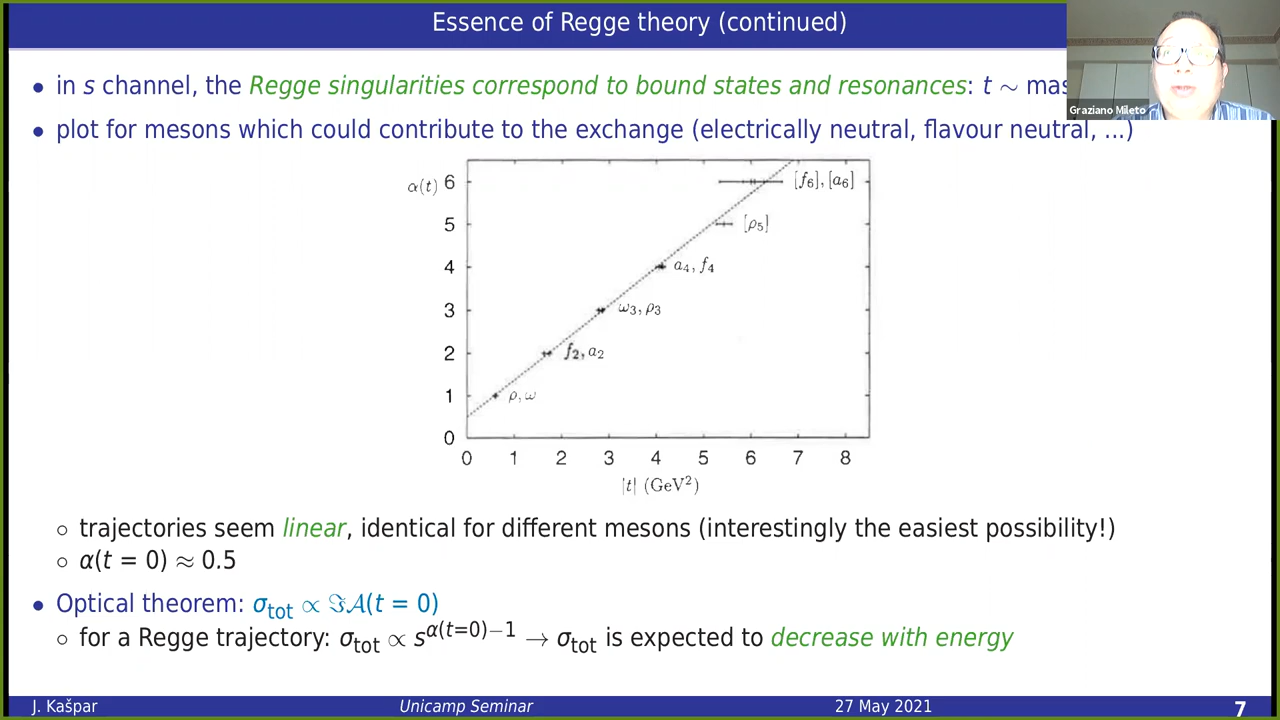 Essence of Regge theory (continued)
• in s channel, the Regge singularities correspond to bound states and resonances: t ∼ mas
Graziano Mileto
• plot for mesons which could contribute to the exchange (electrically neutral, flavour neutral, ...)
α(t) 6
5
4
3
2
1
0
[f₆],[a₆]
[ρ₅]
a₄, f₄
ω₃, ρ₃
f₂, a₂
ρ, ω
0 1 2 3 4 5 6 7 8
|t| (GeV²)
○ trajectories seem linear, identical for different mesons (interestingly the easiest possibility!)
○ α(t = 0) ≈ 0.5
• Optical theorem: σ_tot ∝ ℑ𝒜(t = 0)
○ for a Regge trajectory: σ_tot ∝ s^α(t=0)−1 → σ_tot is expected to decrease with energy
J. Kašpar Unicamp Seminar 27 May 2021 7